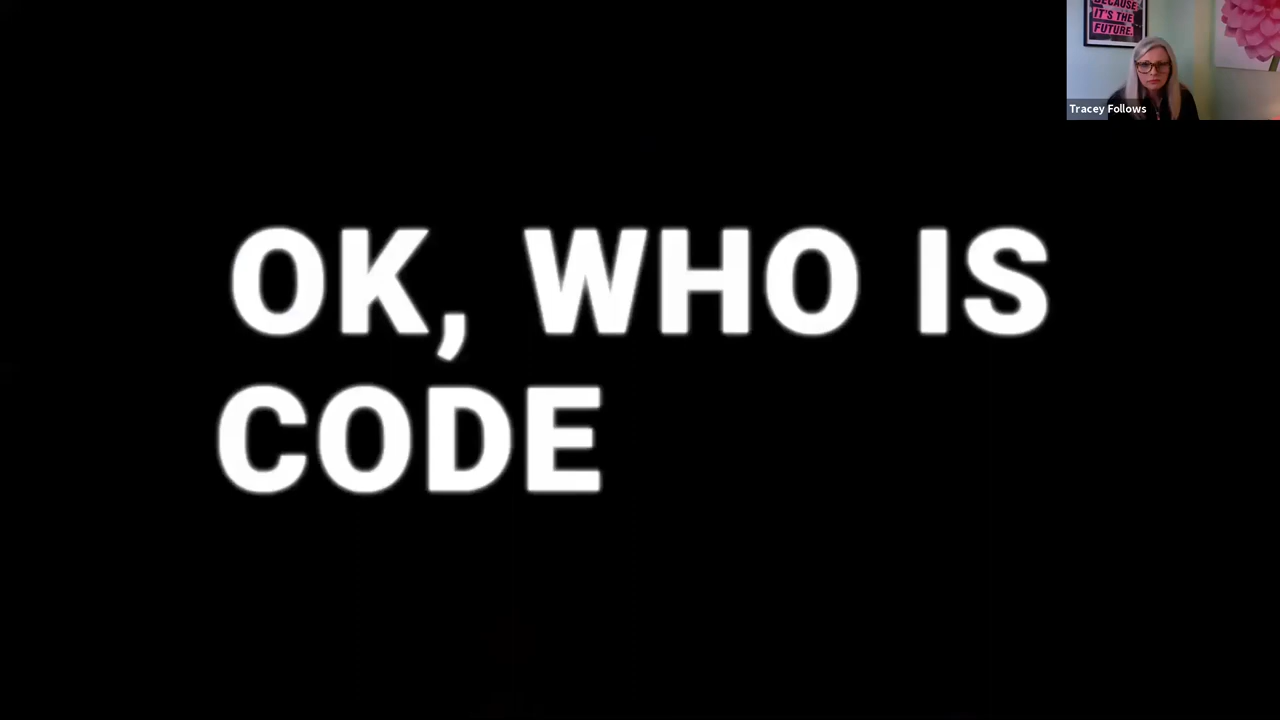 BECAUSE
IT'S THE
FUTURE.
Tracey Follows
OK, WHO IS
CODE